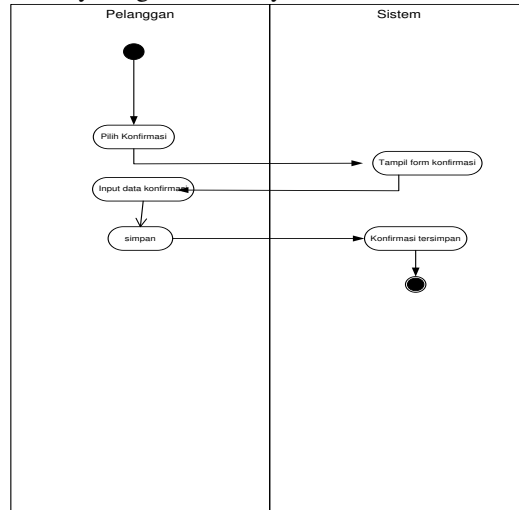 Pelanggan
Sistem
Pilih Konfirmasi
Tampil form konfirmasi
Input data konfirmasi
simpan
Konfirmasi tersimpan